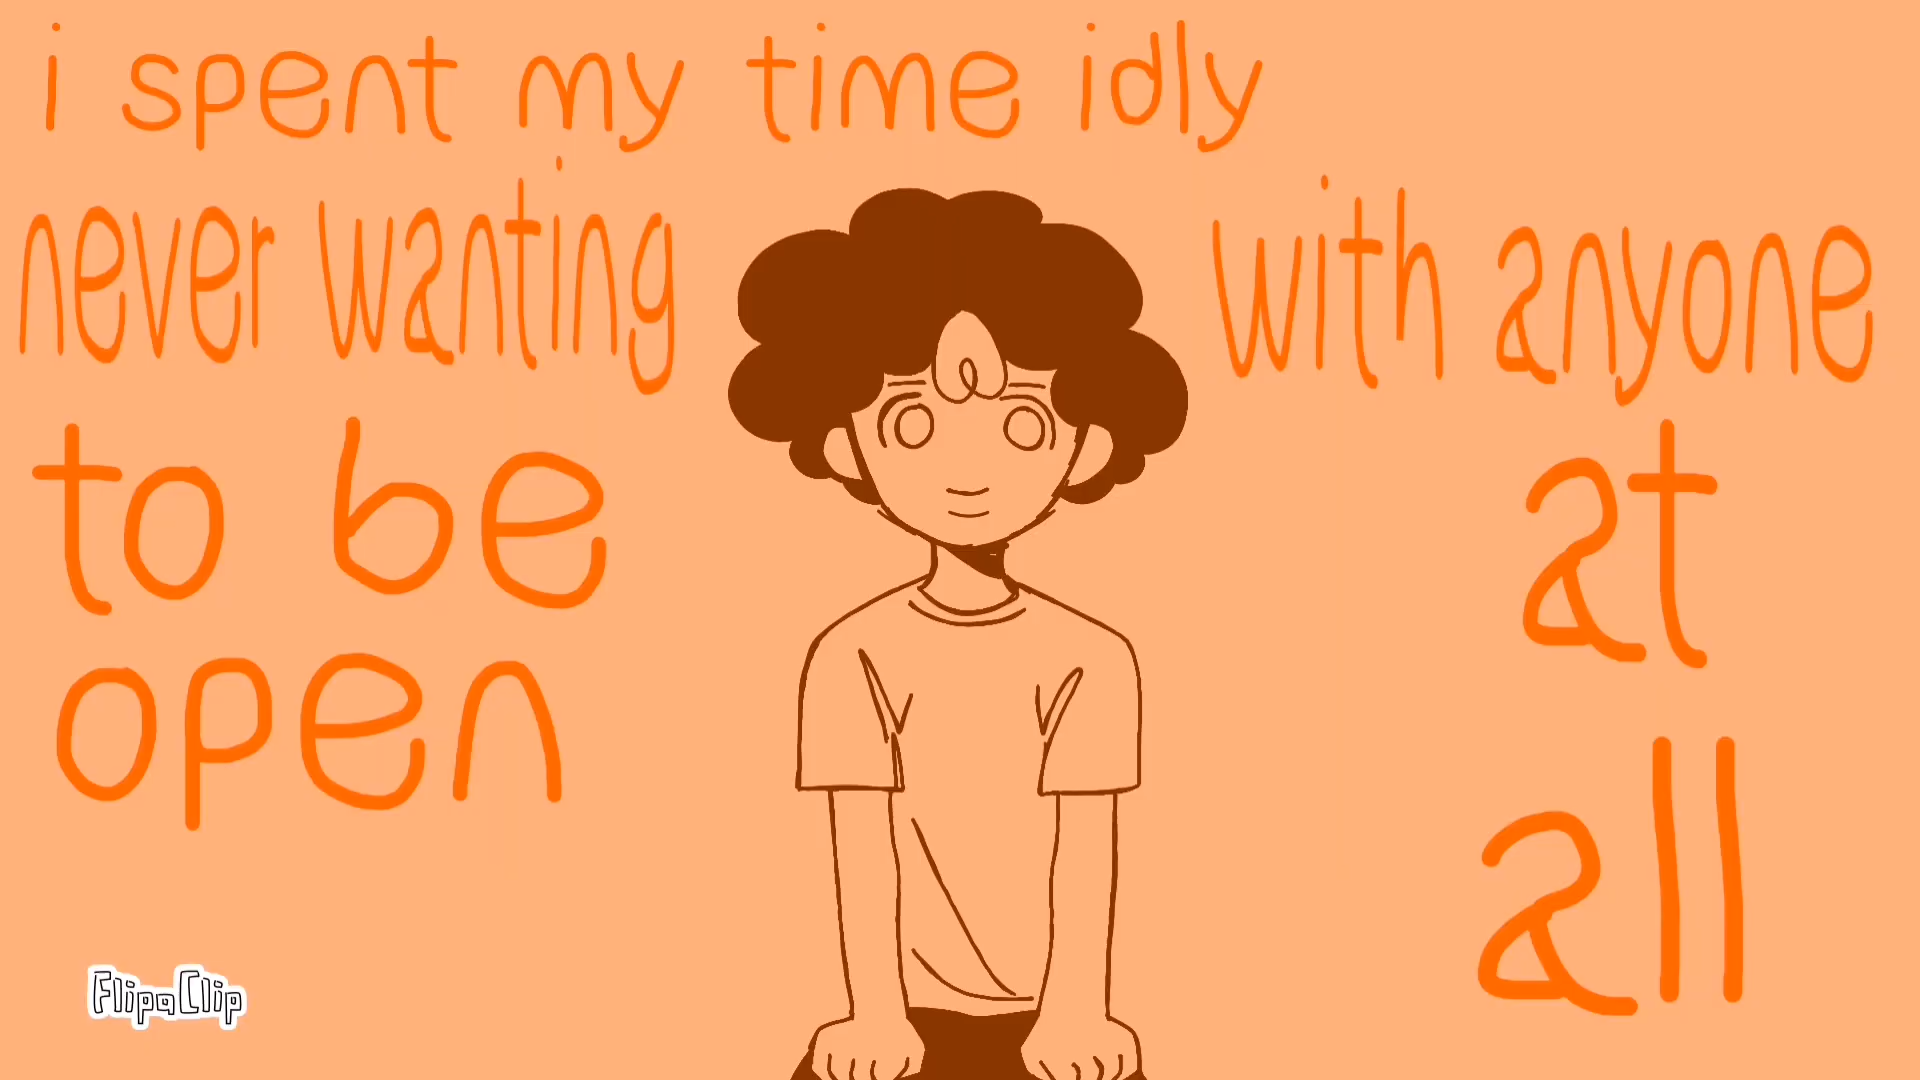 i spent my time idly
never wanting with anyone
to be at
open all
FlipaClip